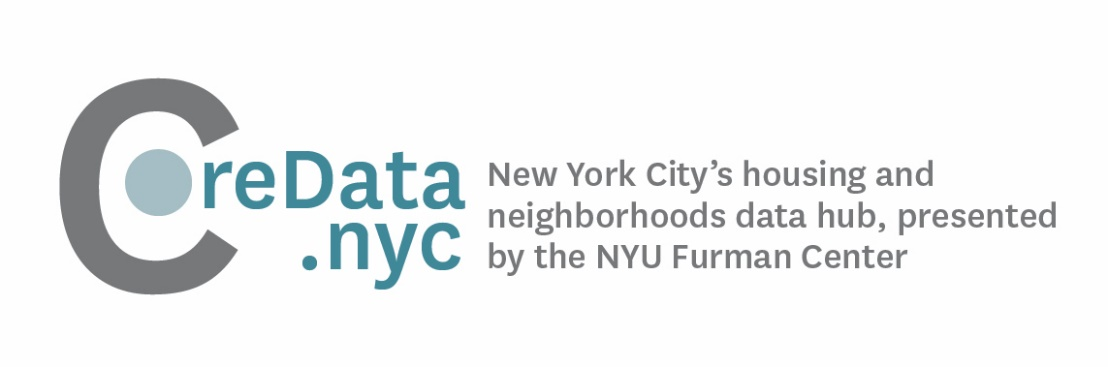 CoreData
.nyc
New York City’s housing and
neighborhoods data hub, presented
by the NYU Furman Center